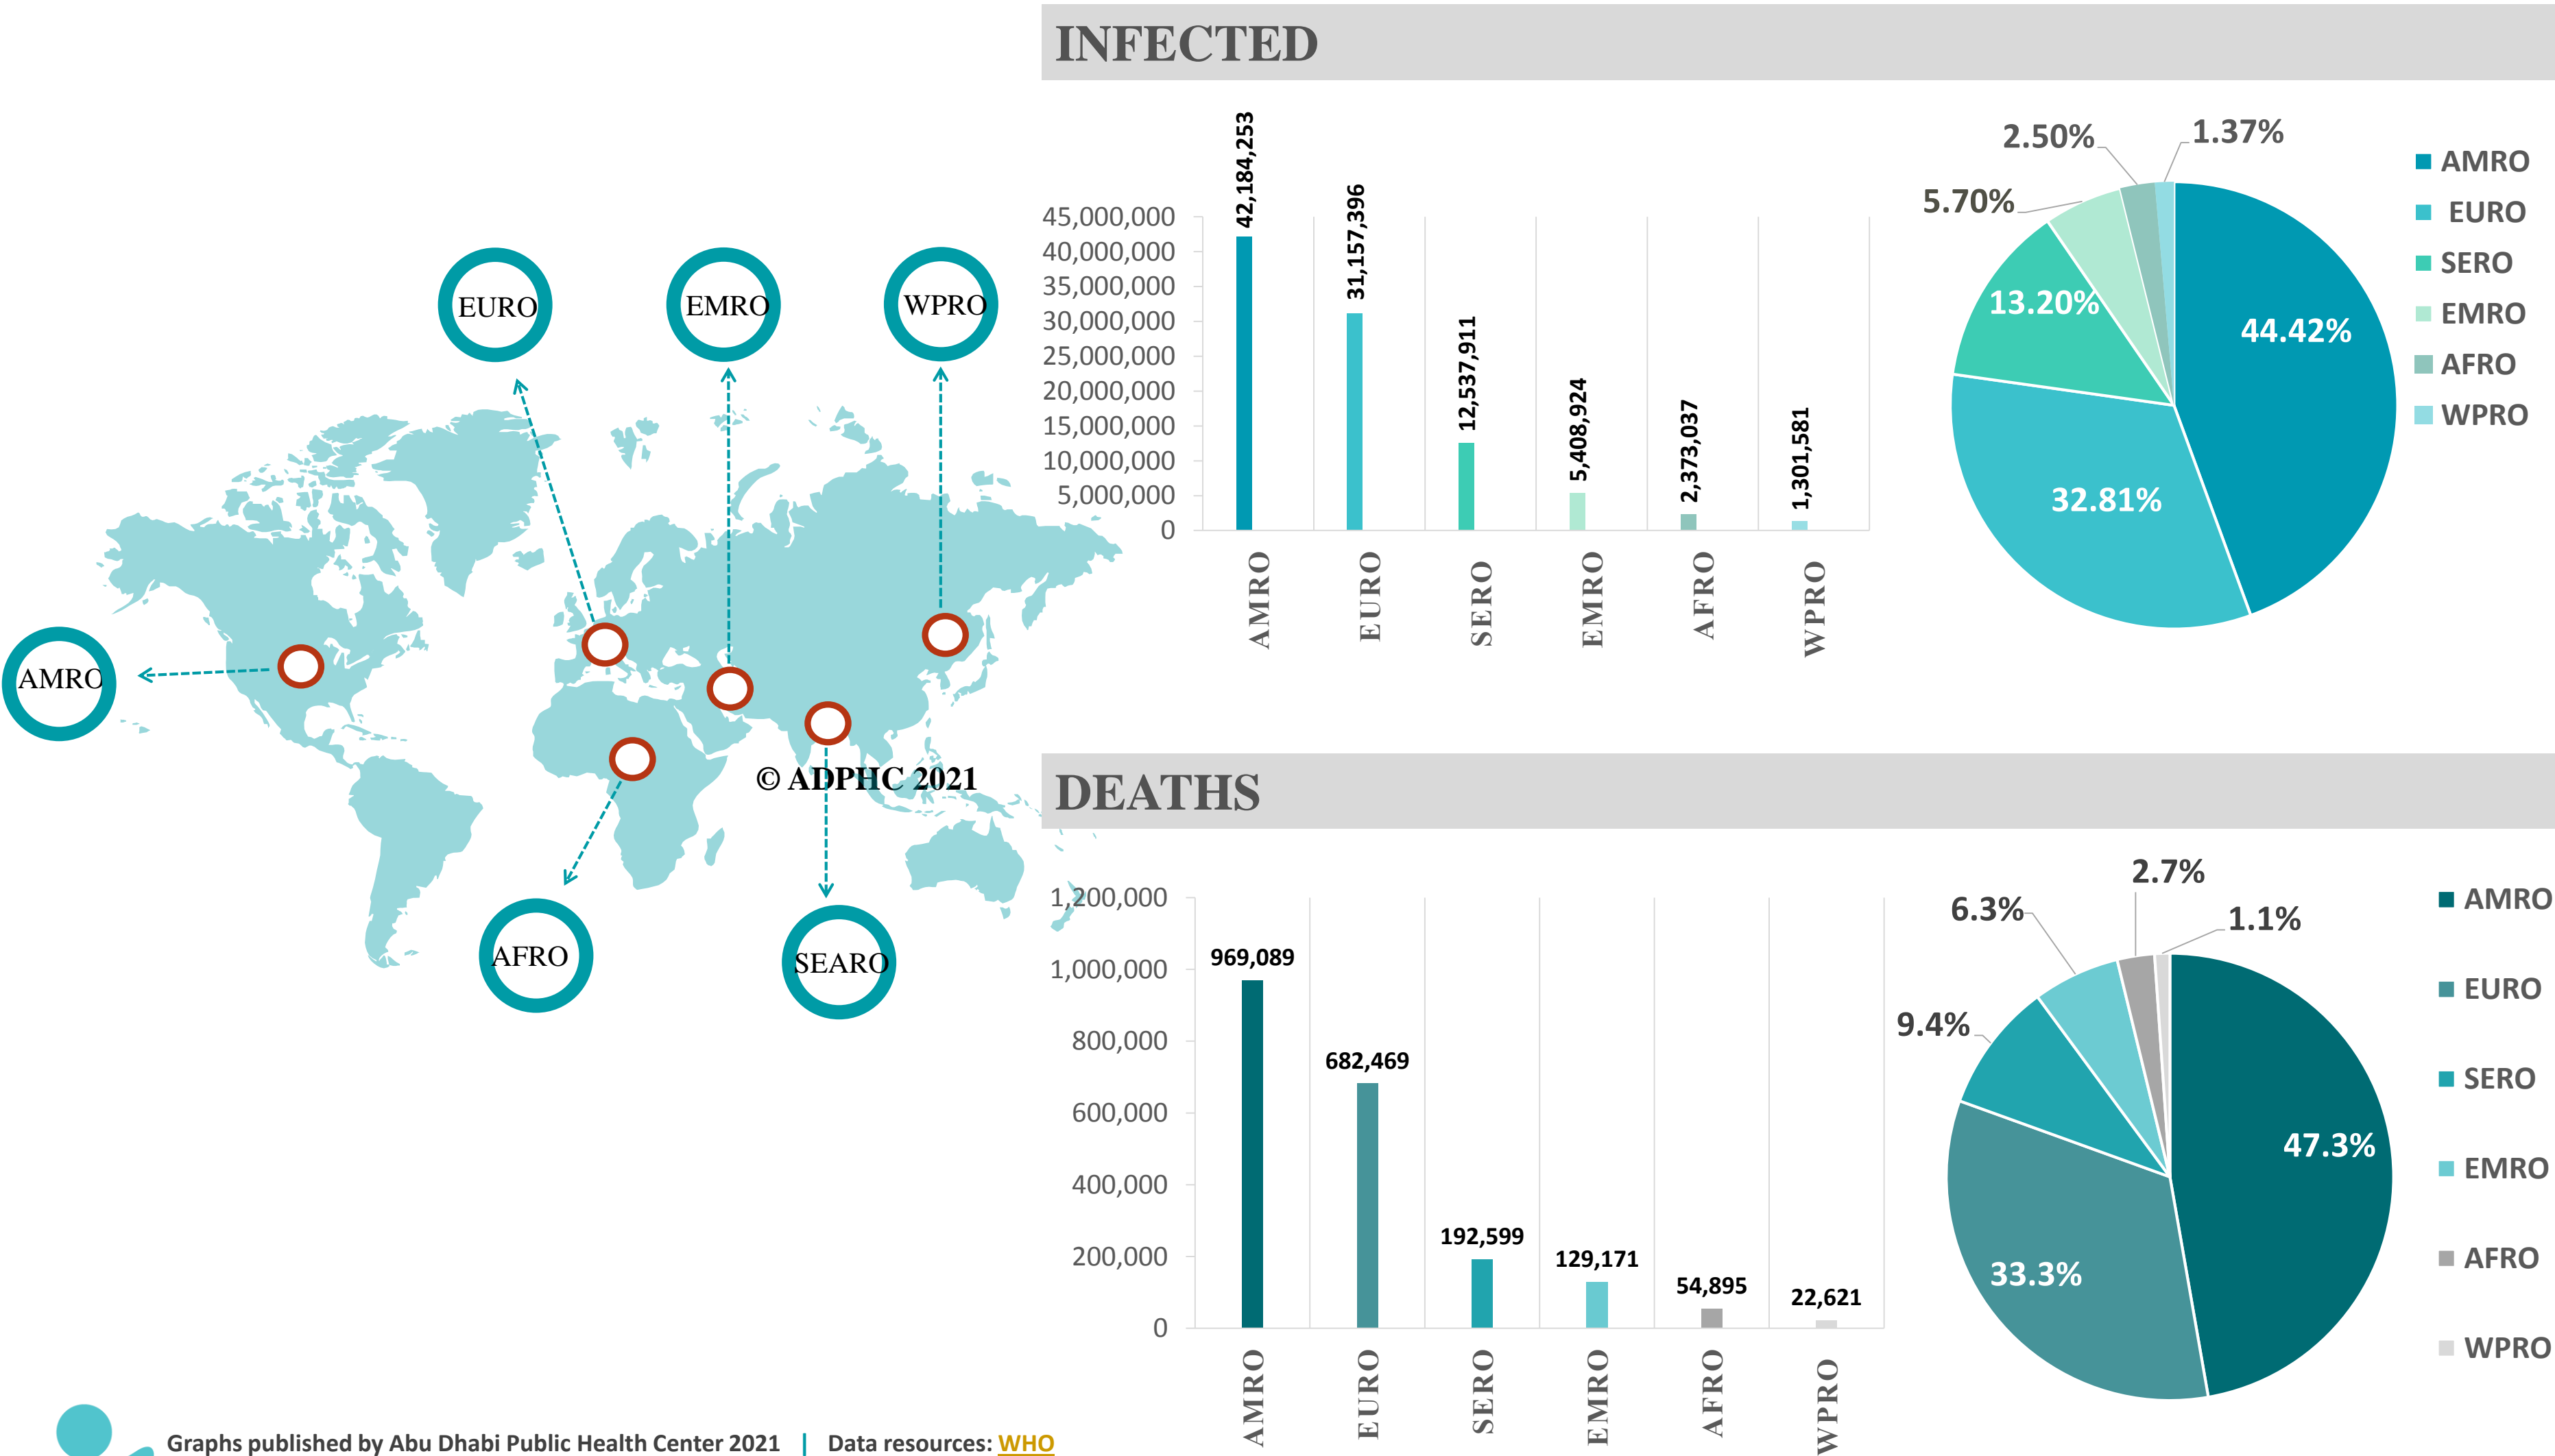 INFECTED
EURO
EMRO
WPRO
AMRO
AFRO
SEARO
© ADPHC 2021
45,000,000
40,000,000
35,000,000
30,000,000
25,000,000
20,000,000
15,000,000
10,000,000
5,000,000
0
42,184,253
31,157,396
12,537,911
5,408,924
2,373,037
1,301,581
AMRO
EURO
SERO
EMRO
AFRO
WPRO
2.50%
1.37%
5.70%
13.20%
44.42%
32.81%
AMRO
EURO
SERO
EMRO
AFRO
WPRO
DEATHS
1,200,000
1,000,000
800,000
600,000
400,000
200,000
0
969,089
682,469
192,599
129,171
54,895
22,621
AMRO
EURO
SERO
EMRO
AFRO
WPRO
2.7%
6.3%
1.1%
9.4%
47.3%
33.3%
AMRO
EURO
SERO
EMRO
AFRO
WPRO
Graphs published by Abu Dhabi Public Health Center 2021 | Data resources: WHO